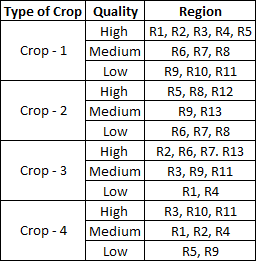 Type of Crop Quality Region
Crop - 1 High R1, R2, R3, R4, R5
Medium R6, R7, R8
Low R9, R10, R11
Crop - 2 High R5, R8, R12
Medium R9, R13
Low R6, R7, R8
Crop - 3 High R2, R6, R7. R13
Medium R3, R9, R11
Low R1, R4
Crop - 4 High R3, R10, R11
Medium R1, R2, R4
Low R5, R9